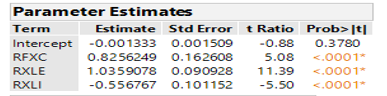 Parameter Estimates
Term Estimate Std Error t Ratio Prob>|t|
Intercept -0.001333 0.001509 -0.88 0.3780
RFXC 0.8256249 0.162608 5.08 <.0001*
RXLE 1.0359078 0.090928 11.39 <.0001*
RXLI -0.556767 0.101152 -5.50 <.0001*